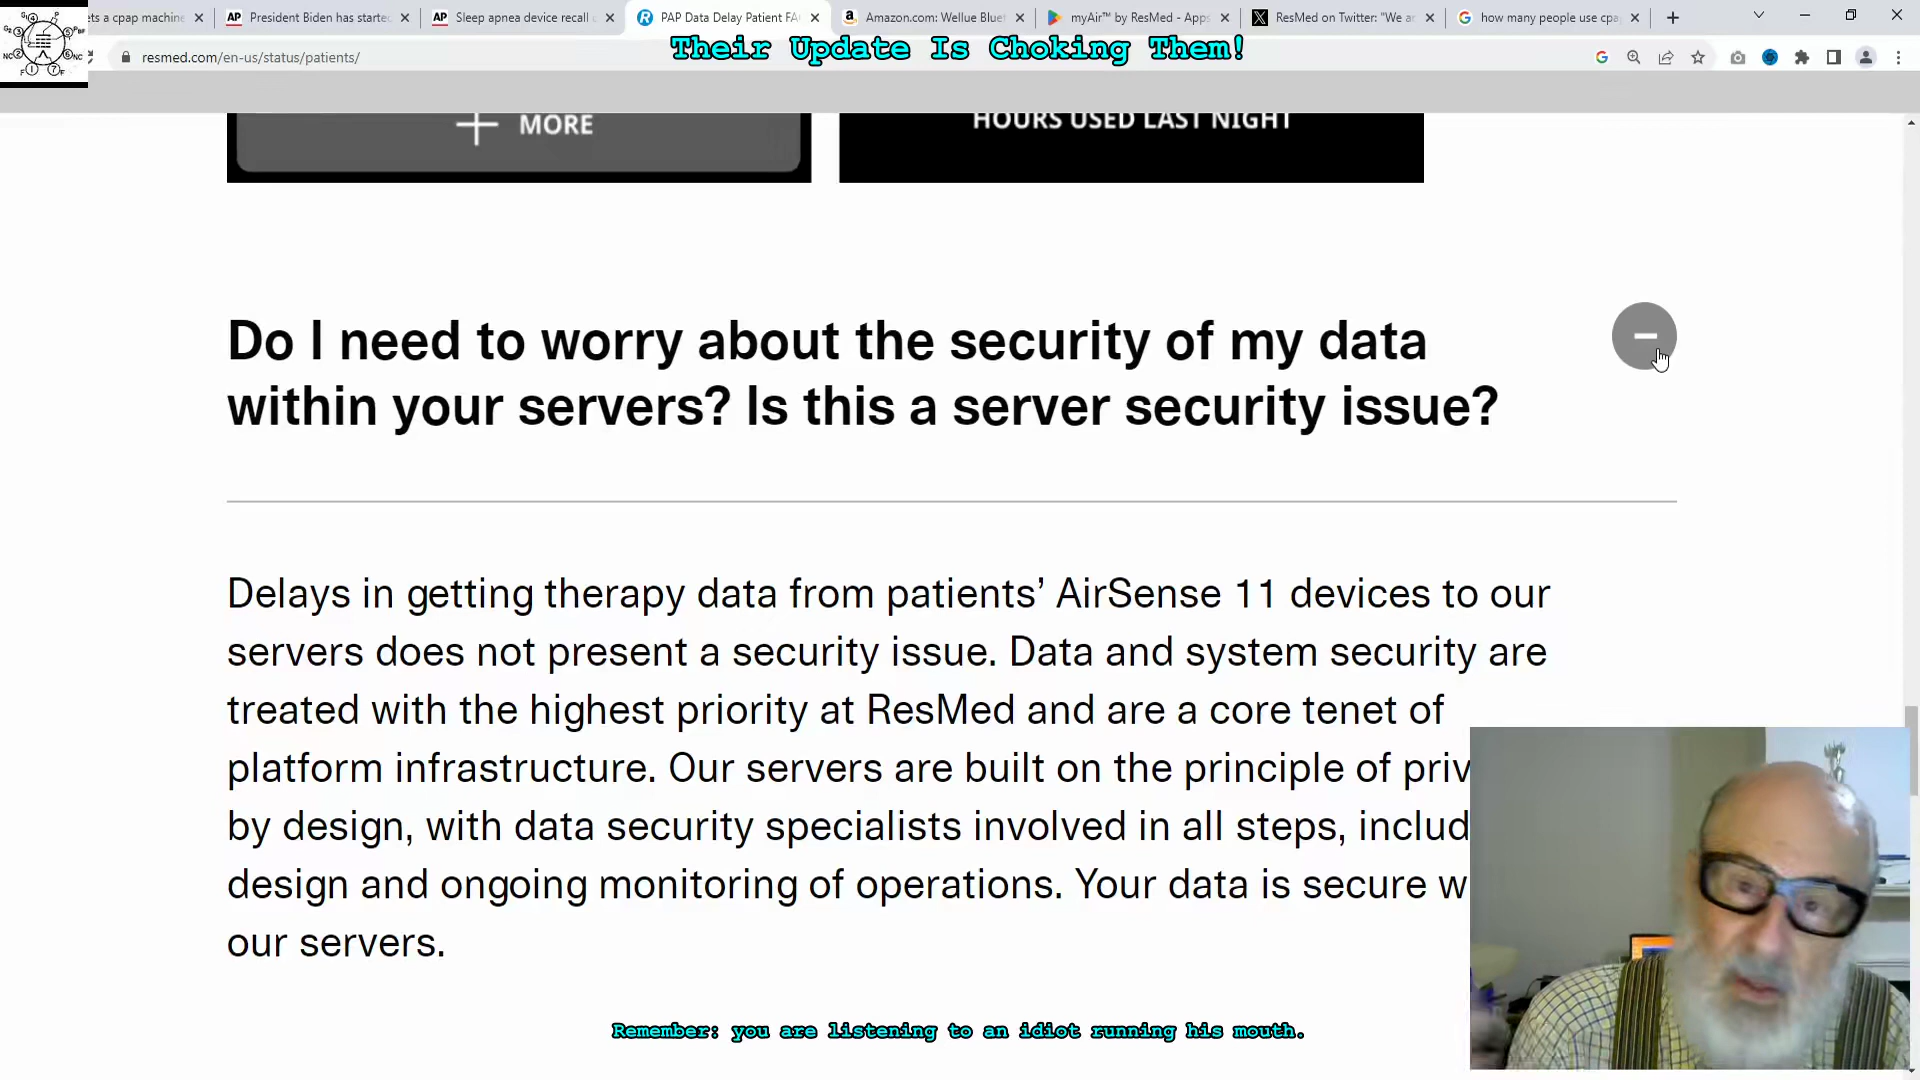 ets a cpap machine
President Biden has starte
Sleep apnea device recall
PAP Data Delay Patient FA
Amazon.com: Wellue Blue
myAir™ by ResMed - Apps
ResMed on Twitter: "We a
how many people use cpa
Their Update Is Choking Them!
resmed.com/en-us/status/patients/
MORE
HOURS USED LAST NIGHT
Do I need to worry about the security of my data
within your servers? Is this a server security issue?
Delays in getting therapy data from patients’ AirSense 11 devices to our
servers does not present a security issue. Data and system security are
treated with the highest priority at ResMed and are a core tenet of
platform infrastructure. Our servers are built on the principle of priv
by design, with data security specialists involved in all steps, includ
design and ongoing monitoring of operations. Your data is secure w
our servers.
Remember: you are listening to an idiot running his mouth.